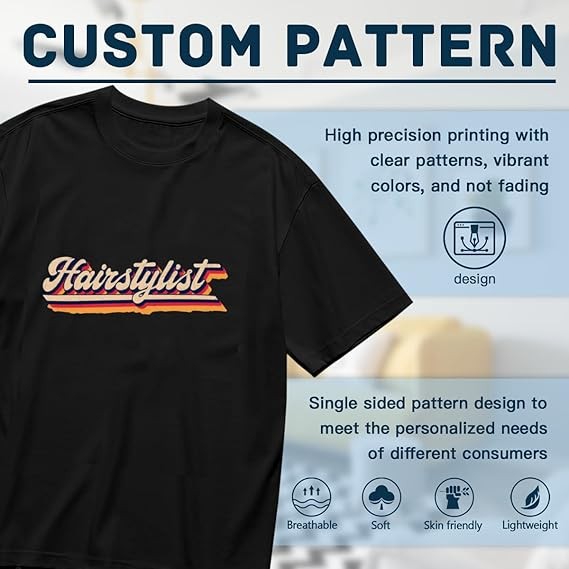 CUSTOM PATTERN
High precision printing with
clear patterns, vibrant
colors, and not fading
design
Hairstylist
Single sided pattern design to
meet the personalized needs
of different consumers
Breathable
Soft
Skin friendly
Lightweight